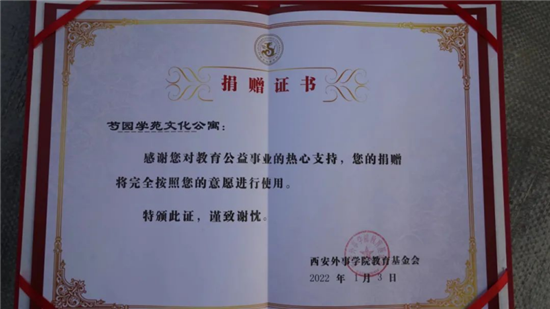 捐赠证书
芍园学苑文化公寓：
感谢您对教育公益事业的热心支持，您的捐赠
将完全按照您的意愿进行使用。
特颁此证，谨致谢忱。
西安外事学院教育基金会
2022 年 1月 3 日